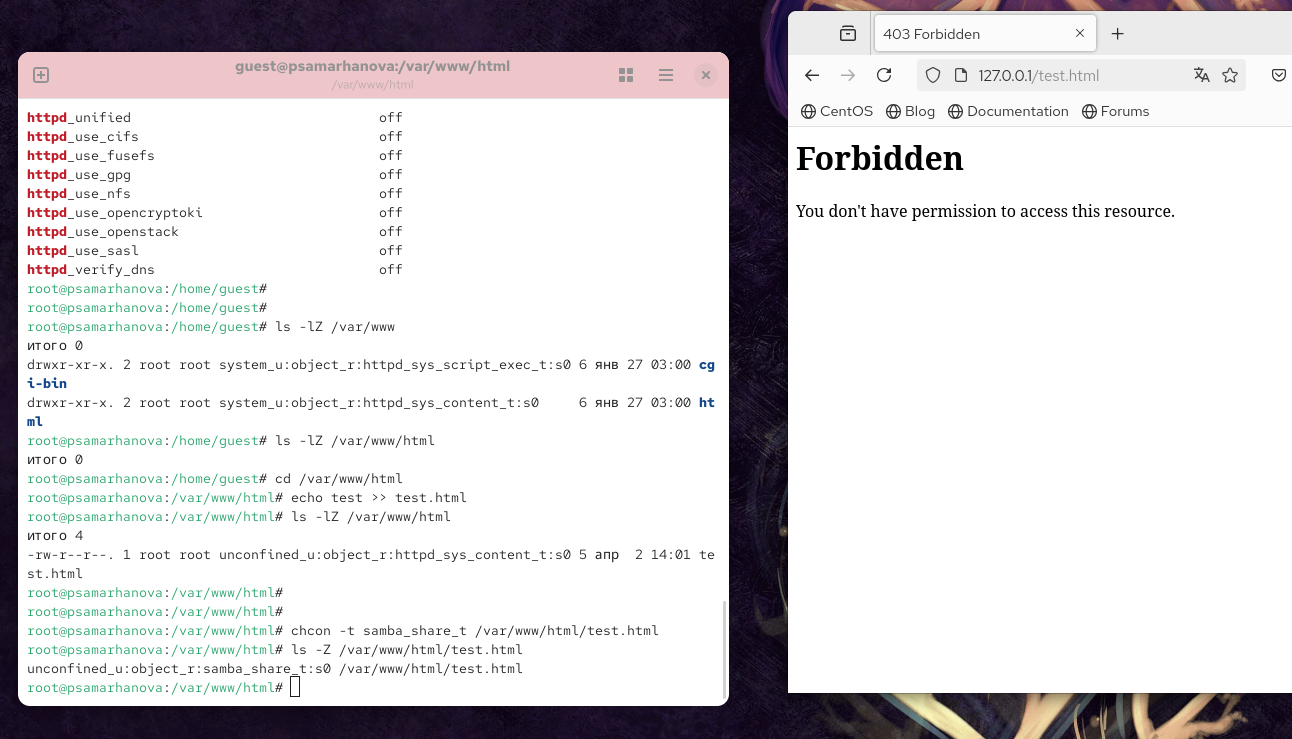 guest@psamarhanova:/var/www/html
/var/www/html
httpd_unified off
httpd_use_cifs off
httpd_use_fusefs off
httpd_use_gpg off
httpd_use_nfs off
httpd_use_opencryptoki off
httpd_use_openstack off
httpd_use_sasl off
httpd_verify_dns off
root@psamarhanova:/home/guest#
root@psamarhanova:/home/guest#
root@psamarhanova:/home/guest# ls -lZ /var/www
итого 0
drwxr-xr-x. 2 root root system_u:object_r:httpd_sys_script_exec_t:s0 6 янв 27 03:00 cg
i-bin
drwxr-xr-x. 2 root root system_u:object_r:httpd_sys_content_t:s0 6 янв 27 03:00 ht
ml
root@psamarhanova:/home/guest# ls -lZ /var/www/html
итого 0
root@psamarhanova:/home/guest# cd /var/www/html
root@psamarhanova:/var/www/html# echo test >> test.html
root@psamarhanova:/var/www/html# ls -lZ /var/www/html
итого 4
-rw-r--r--. 1 root root unconfined_u:object_r:httpd_sys_content_t:s0 5 апр 2 14:01 te
st.html
root@psamarhanova:/var/www/html#
root@psamarhanova:/var/www/html#
root@psamarhanova:/var/www/html# chcon -t samba_share_t /var/www/html/test.html
root@psamarhanova:/var/www/html# ls -Z /var/www/html/test.html
unconfined_u:object_r:samba_share_t:s0 /var/www/html/test.html
root@psamarhanova:/var/www/html#
403 Forbidden
127.0.0.1/test.html
CentOS Blog Documentation Forums
Forbidden
You don't have permission to access this resource.